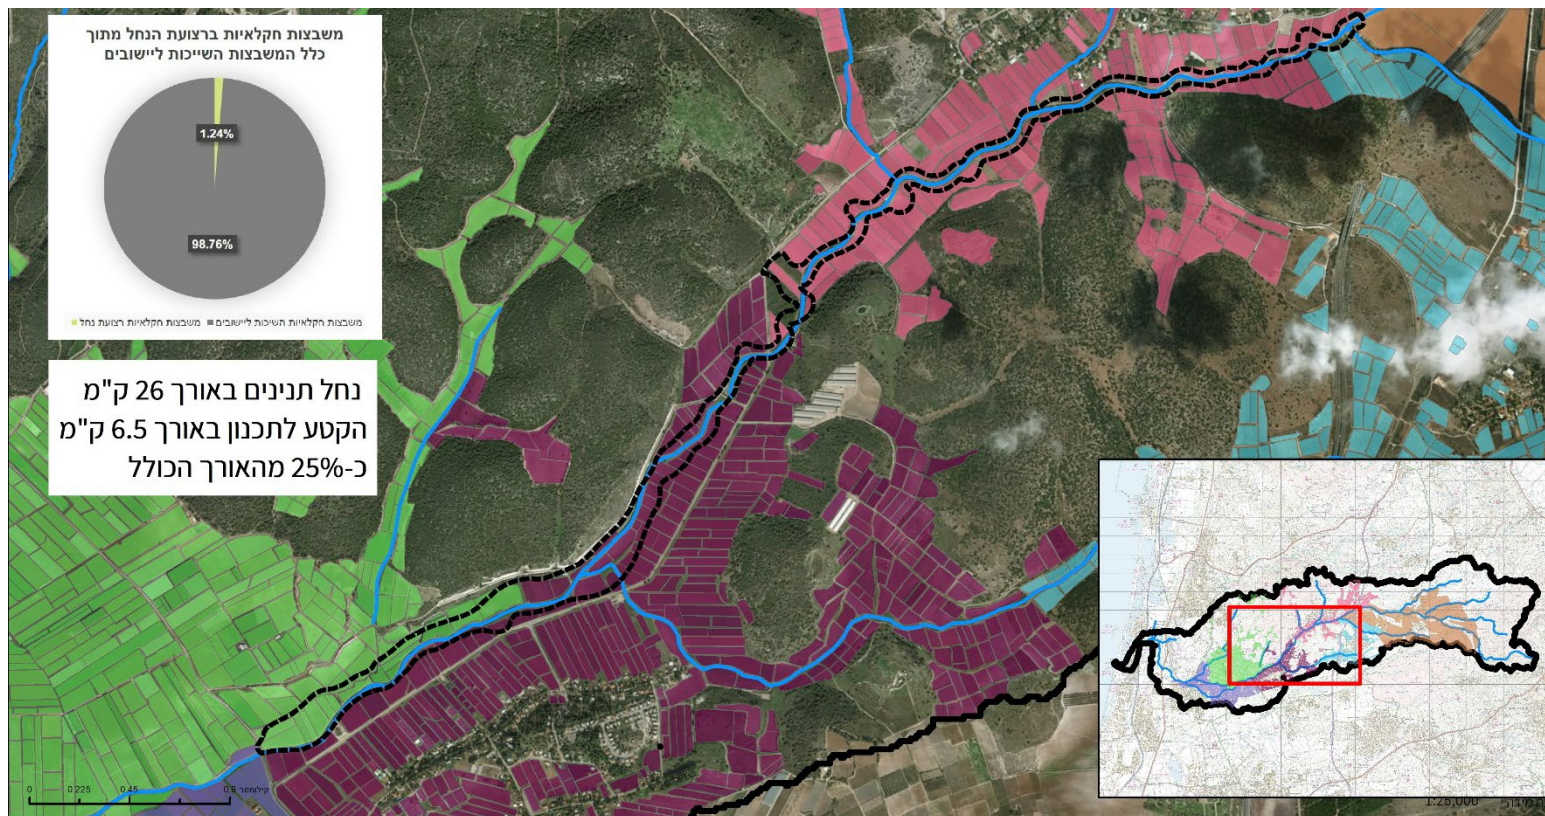 משבצות חקלאיות ברצועת הנחל מתוך
כלל המשבצות השייכות ליישובים
1.24%
98.76%
משבצות חקלאיות השיכות ליישובים
משבצות חקלאיות רצועת נחל
נחל תנינים באורך 26 ק"מ
הקטע לתכנון באורך 6.5 ק"מ
כ-25% מהאורך הכולל
0 0.225 0.45 0.9 קילומטר
1:25,000